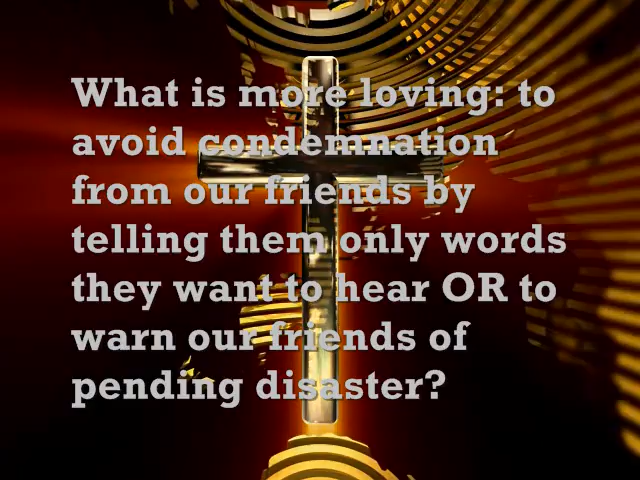 What is more loving: to
avoid condemnation
from our friends by
telling them only words
they want to hear OR to
warn our friends of
pending disaster?